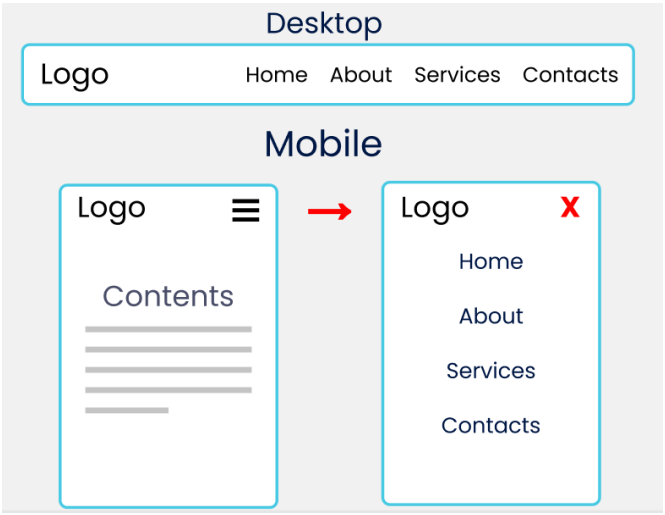 Desktop
Logo Home About Services Contacts
Mobile
Logo
Contents
Logo X
Home
About
Services
Contacts